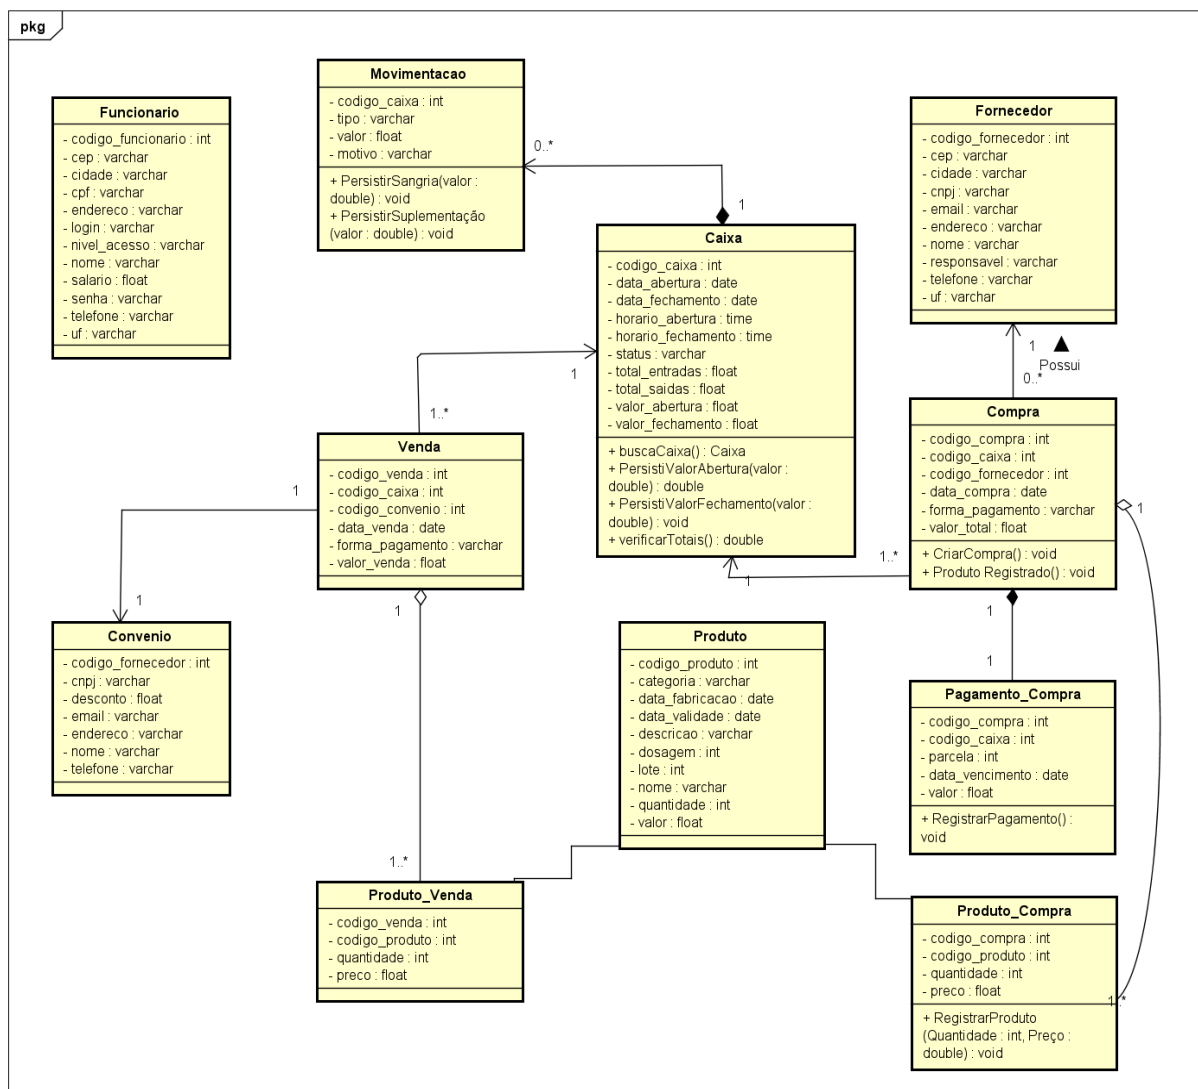 pkg
Movimentacao
- codigo_caixa : int
- tipo : varchar
- valor : float
- motivo : varchar
+ PersistirSangria(valor :
double) : void
+ PersistirSuplementação
(valor : double) : void
Funcionario
- codigo_funcionario : int
- cep : varchar
- cidade : varchar
- cpf : varchar
- endereco : varchar
- login : varchar
- nivel_acesso : varchar
- nome : varchar
- salario : float
- senha : varchar
- telefone : varchar
- uf : varchar
Fornecedor
- codigo_fornecedor : int
- cep : varchar
- cidade : varchar
- cnpj : varchar
- email : varchar
- endereco : varchar
- nome : varchar
- responsavel : varchar
- telefone : varchar
- uf : varchar
0..*
1
Caixa
- codigo_caixa : int
- data_abertura : date
- data_fechamento : date
- horario_abertura : time
- horario_fechamento : time
- status : varchar
- total_entradas : float
- total_saidas : float
- valor_abertura : float
- valor_fechamento : float
+ buscaCaixa() : Caixa
+ PersistiValorAbertura(valor :
double) : double
+ PersistiValorFechamento(valor :
double) : void
+ verificarTotais() : double
1
Possui
0..*
1
1..*
Venda
- codigo_venda : int
- codigo_caixa : int
- codigo_convenio : int
- data_venda : date
- forma_pagamento : varchar
- valor_venda : float
Compra
- codigo_compra : int
- codigo_caixa : int
- codigo_fornecedor : int
- data_compra : date
- forma_pagamento : varchar
- valor_total : float
+ CriarCompra() : void
+ Produto Registrado() : void
1
1
1..*
1
1
1
1
1
Convenio
- codigo_fornecedor : int
- cnpj : varchar
- desconto : float
- email : varchar
- endereco : varchar
- nome : varchar
- telefone : varchar
Produto
- codigo_produto : int
- categoria : varchar
- data_fabricacao : date
- data_validade : date
- descricao : varchar
- dosagem : int
- lote : int
- nome : varchar
- quantidade : int
- valor : float
Pagamento_Compra
- codigo_compra : int
- codigo_caixa : int
- parcela : int
- data_vencimento : date
- valor : float
+ RegistrarPagamento() :
void
1..*
Produto_Venda
- codigo_venda : int
- codigo_produto : int
- quantidade : int
- preco : float
Produto_Compra
- codigo_compra : int
- codigo_produto : int
- quantidade : int
- preco : float
1..*
+ RegistrarProduto
(Quantidade : int, Preço :
double) : void